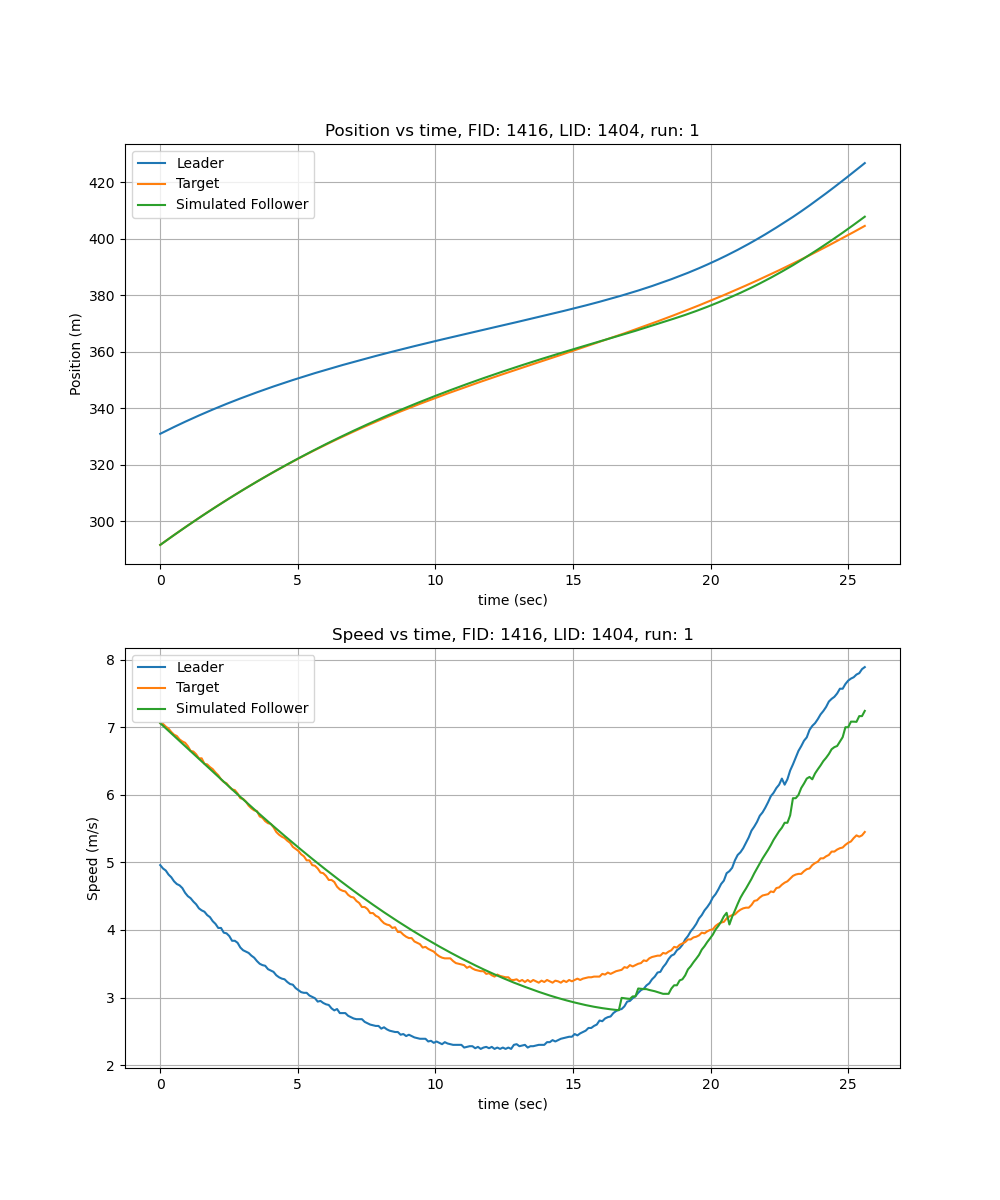 Position vs time, FID: 1416, LID: 1404, run: 1
Leader
Target
Simulated Follower
420
400
380
360
340
320
300
Position (m)
0 5 10 15 20 25
time (sec)
Speed vs time, FID: 1416, LID: 1404, run: 1
Leader
Target
Simulated Follower
8
7
6
5
4
3
2
Speed (m/s)
0 5 10 15 20 25
time (sec)